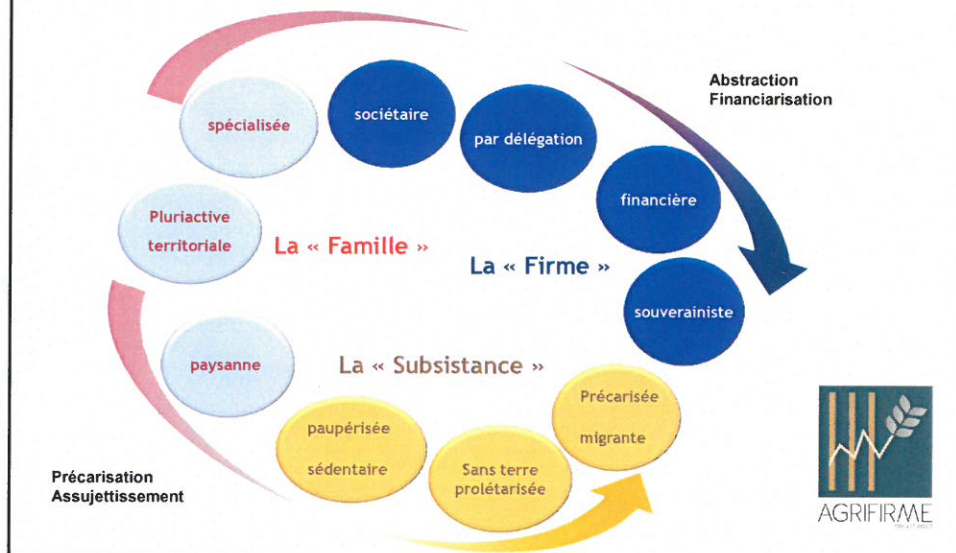 Abstraction
Financiarisation
spécialisée
sociétaire
par délégation
financière
souverainiste
Pluriactive
territoriale
La « Famille »
La « Firme »
paysanne
La « Subsistance »
Précarisée
migrante
paupérisée
sédentaire
Sans terre
prolétarisée
Précarisation
Assujettissement
AGRIFIRME